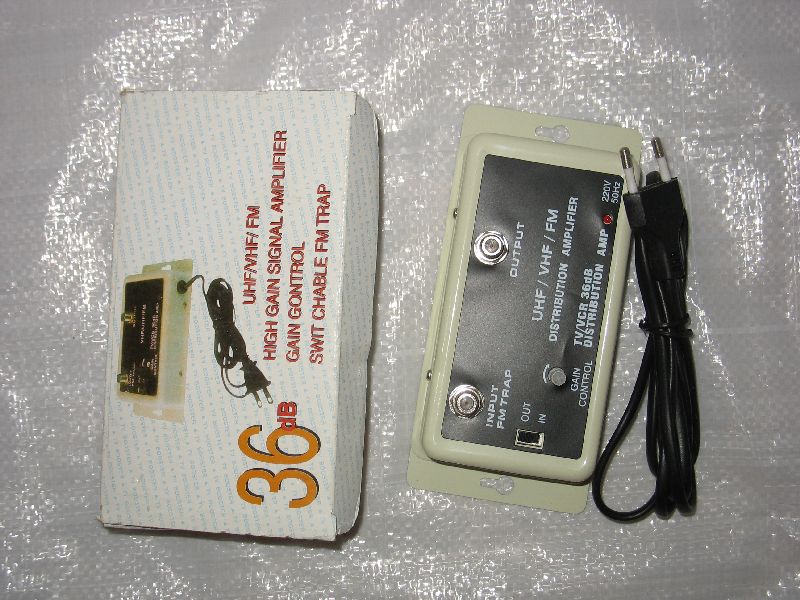 UHF/VHF/ FM
HIGH GAIN SIGNAL AMPLIFIER
GAIN GONTROL
SWIT CHABLE FM TRAP
36dB
OUTPUT
INPUT
FM TRAP
OUT
IN
UHF / VHF / FM
DISTRIBUTION AMPLIFIER
TV/VCR 36dB
DISTRIBUTION AMP
GAIN
CONTROL
220V
50Hz